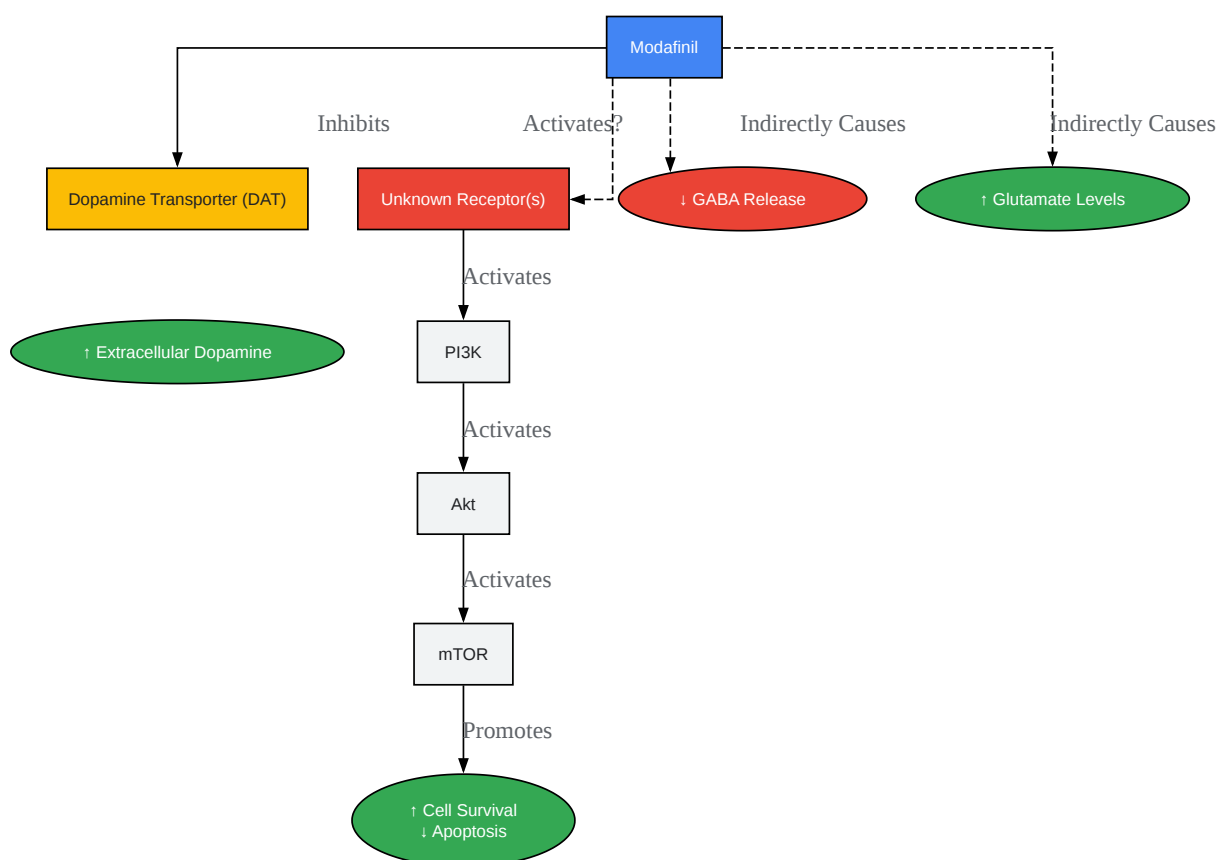 Modafinil
Inhibits
Activates?
Indirectly Causes
Indirectly Causes
Dopamine Transporter (DAT)
Unknown Receptor(s)
↓ GABA Release
↑ Glutamate Levels
Activates
↑ Extracellular Dopamine
PI3K
Activates
Akt
Activates
mTOR
Promotes
↑ Cell Survival
↓ Apoptosis